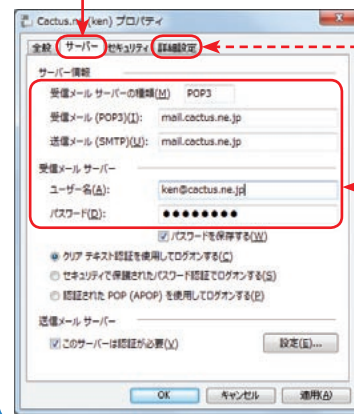 Cactus.ne (ken) プロパティ
全般 サーバー セキュリティ 詳細設定
サーバー情報
受信メール サーバーの種類(M) POP3
受信メール (POP3)(I): mail.cactus.ne.jp
送信メール (SMTP)(U): mail.cactus.ne.jp
受信メール サーバー
ユーザー名(A): ken@cactus.ne.jp
パスワード(D): ●●●●●●●●
パスワードを保存する(W)
クリア テキスト認証を使用してログオンする(C)
セキュリティで保護されたパスワード認証でログオンする(S)
認証された POP (APOP) を使用してログオンする(P)
送信メール サーバー
このサーバーは認証が必要(V) 設定(E)...
OK キャンセル 適用(A)